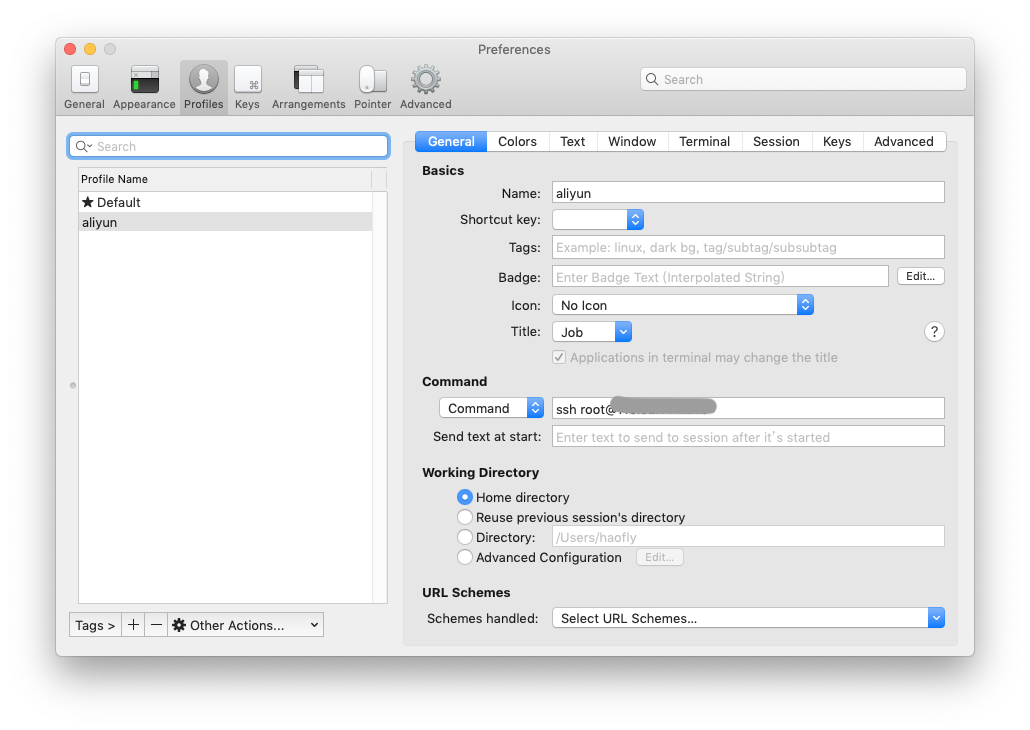 Preferences
General Appearance Profiles Keys Arrangements Pointer Advanced
Search
Search
Profile Name
★ Default
aliyun
Tags > + − Other Actions...
General Colors Text Window Terminal Session Keys Advanced
Basics
Name: aliyun
Shortcut key:
Tags: Example: linux, dark bg, tag/subtag/subsubtag
Badge: Enter Badge Text (Interpolated String) Edit...
Icon: No Icon
Title: Job ?
Applications in terminal may change the title
Command
Command ssh root@
Send text at start: Enter text to send to session after it's started
Working Directory
Home directory
Reuse previous session's directory
Directory: /Users/haofly
Advanced Configuration Edit...
URL Schemes
Schemes handled: Select URL Schemes...